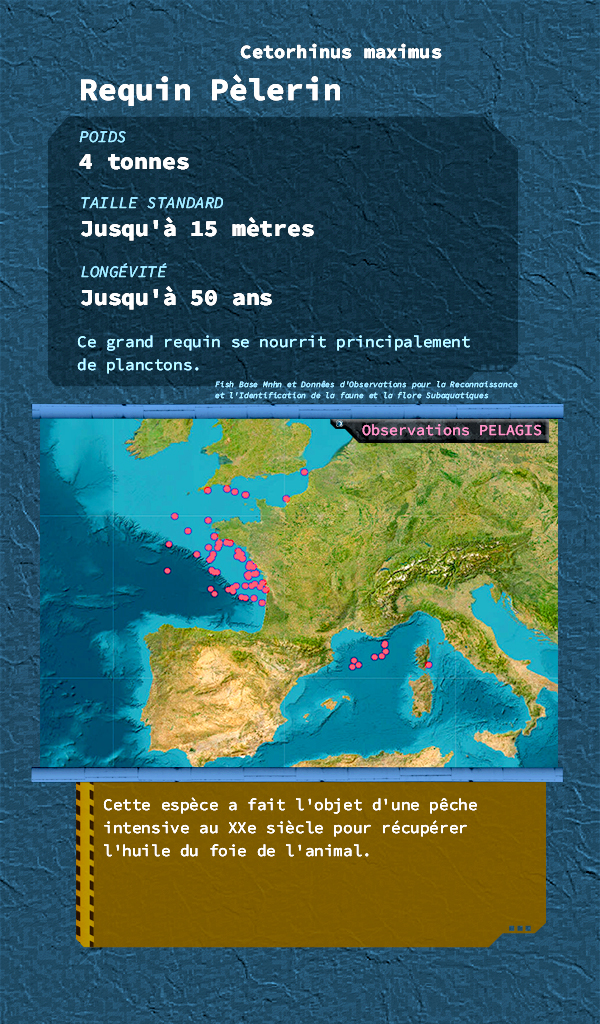 Cetorhinus maximus
Requin Pèlerin
POIDS
4 tonnes
TAILLE STANDARD
Jusqu'à 15 mètres
LONGÉVITÉ
Jusqu'à 50 ans
Ce grand requin se nourrit principalement
de planctons.
Fish Base Mnhn et Données d'Observations pour la Reconnaissance
et l'Identification de la faune et la flore Subaquatiques
Observations PELAGIS
Cette espèce a fait l'objet d'une pêche
intensive au XXe siècle pour récupérer
l'huile du foie de l'animal.